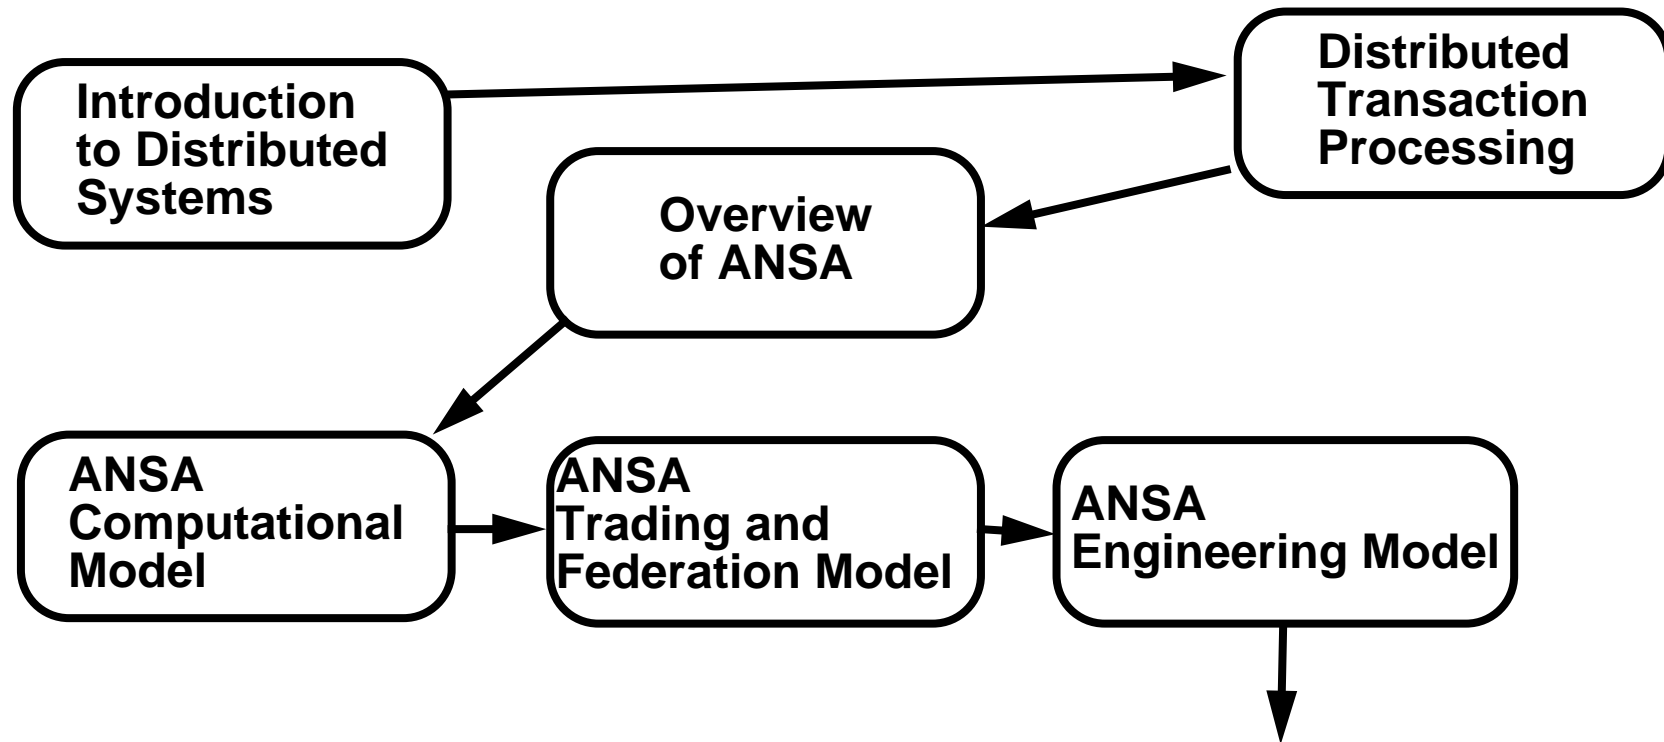 Introduction
to Distributed
Systems
Distributed
Transaction
Processing
Overview
of ANSA
ANSA
Computational
Model
ANSA
Trading and
Federation Model
ANSA
Engineering Model